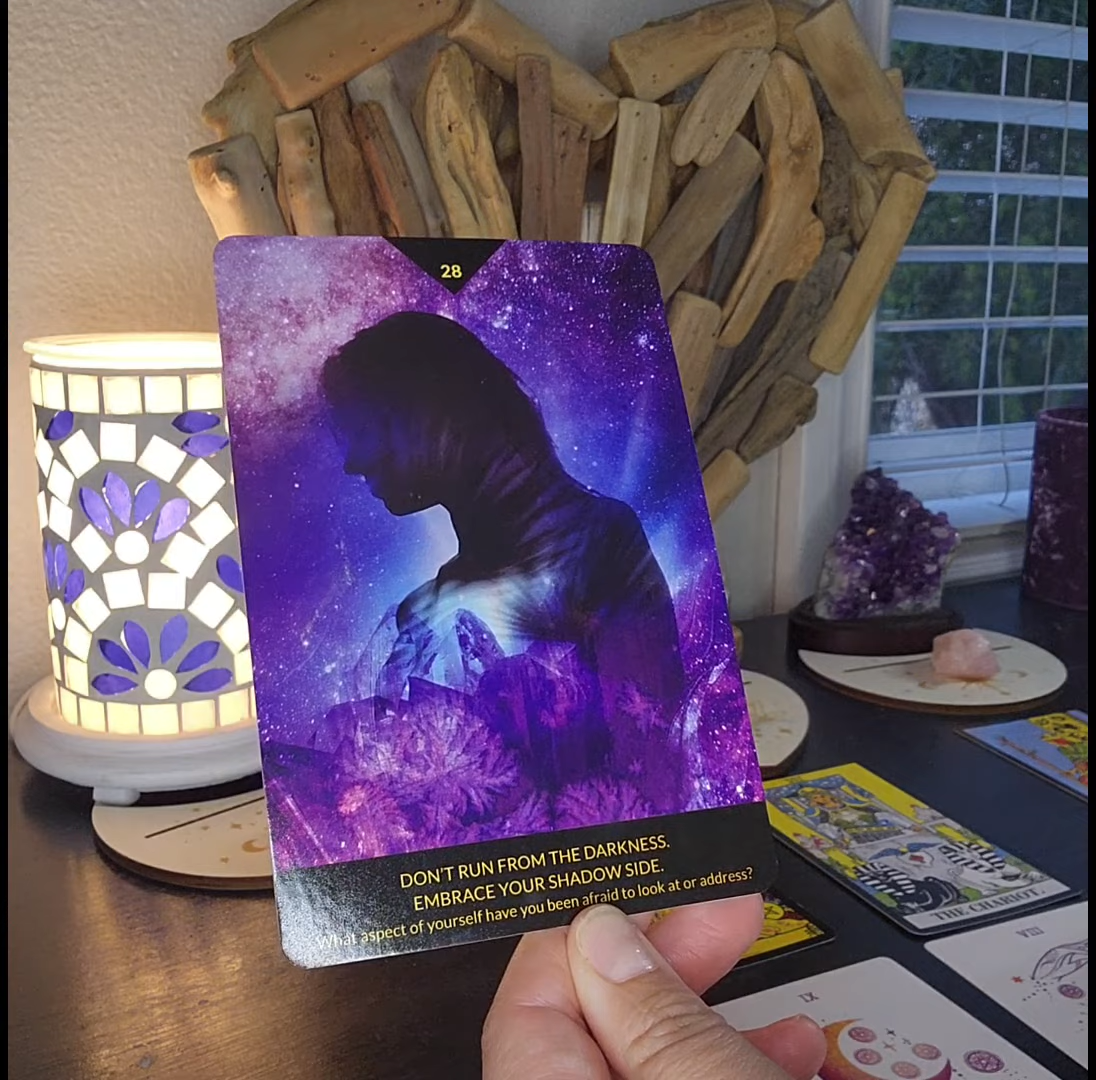 28
DON'T RUN FROM THE DARKNESS.
EMBRACE YOUR SHADOW SIDE.
What aspect of yourself have you been afraid to look at or address?
THE CHARIOT.
VIII
IX